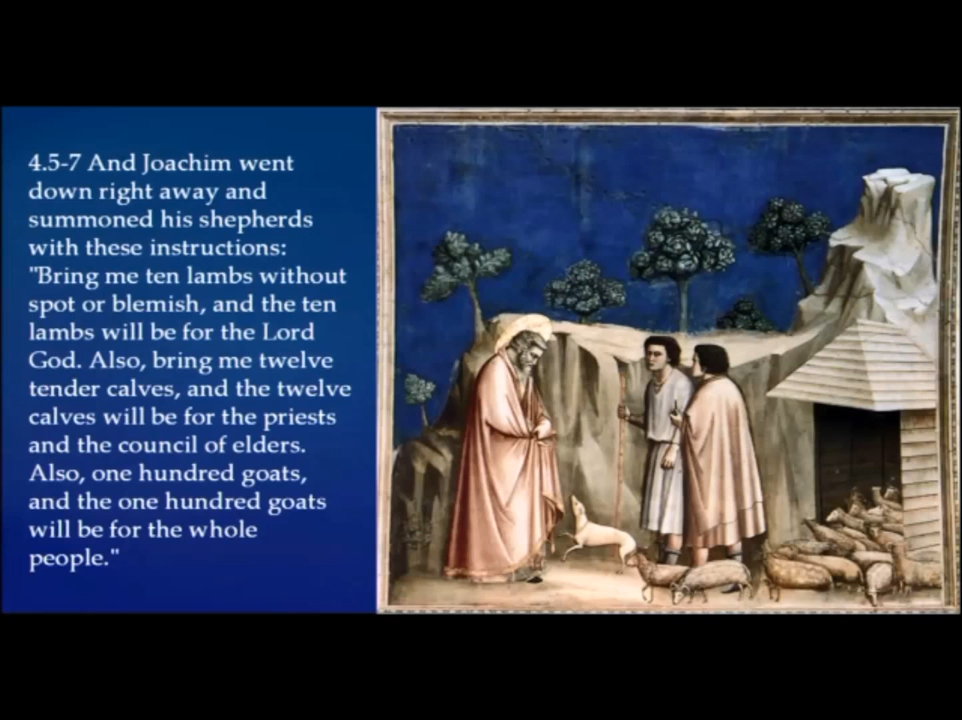 4.5-7 And Joachim went
down right away and
summoned his shepherds
with these instructions:
"Bring me ten lambs without
spot or blemish, and the ten
lambs will be for the Lord
God. Also, bring me twelve
tender calves, and the twelve
calves will be for the priests
and the council of elders.
Also, one hundred goats,
and the one hundred goats
will be for the whole
people."